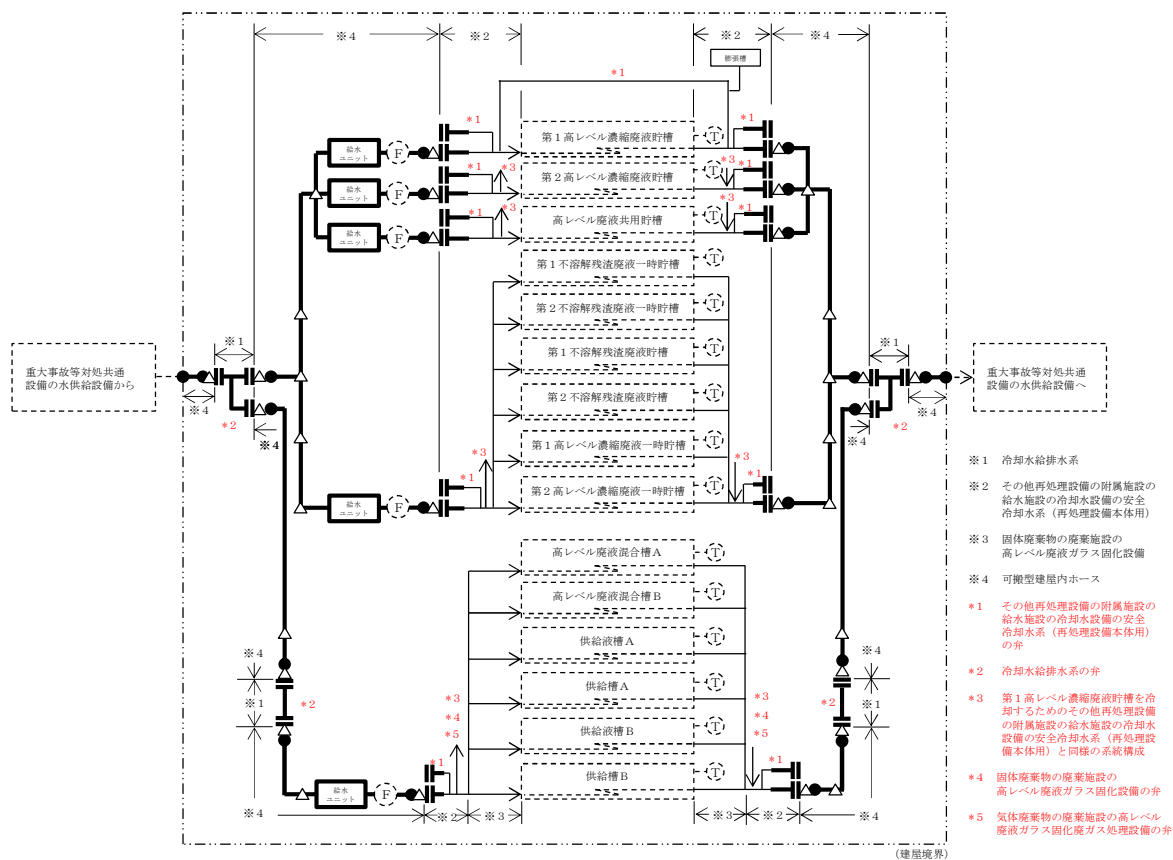 ※4
※2
※2
※4
膨張槽
*1
*1
第1高レベル濃縮廃液貯槽
T
*1
給水
ユニット
F
*1
*3
第2高レベル濃縮廃液貯槽
T
*3
*1
給水
ユニット
F
*1
*3
高レベル廃液共用貯槽
T
*3
*1
給水
ユニット
F
第1不溶解残渣廃液一時貯槽
T
第2不溶解残渣廃液一時貯槽
T
第1不溶解残渣廃液貯槽
T
第2不溶解残渣廃液貯槽
T
第1高レベル濃縮廃液一時貯槽
T
第2高レベル濃縮廃液一時貯槽
T
*3
*1
*3
*1
給水
ユニット
F
重大事故等対処共通
設備の水供給設備から
※1
※4
*2
※4
重大事故等対処共通
設備の水供給設備へ
※1
※4
*2
※4
高レベル廃液混合槽A
T
高レベル廃液混合槽B
T
供給液槽A
T
供給槽A
T
供給液槽B
T
供給槽B
T
※4
※1
*2
※4
*3
*4
*5
*1
給水
ユニット
F
※2
※3
*3
*4
*5
*1
※3
※2
※4
※4
※1
*2
※1 冷却水給排水系
※2 その他再処理設備の附属施設の
給水施設の冷却水設備の安全
冷却水系(再処理設備本体用)
※3 固体廃棄物の廃棄施設の
高レベル廃液ガラス固化設備
※4 可搬型建屋内ホース
*1 その他再処理設備の附属施設の
給水施設の冷却水設備の安全
冷却水系(再処理設備本体用)
の弁
*2 冷却水給排水系の弁
*3 第1高レベル濃縮廃液貯槽を冷
却するためのその他再処理設備
の附属施設の給水施設の冷却水
設備の安全冷却水系(再処理設
備本体用)と同様の系統構成
*4 固体廃棄物の廃棄施設の
高レベル廃液ガラス固化設備の弁
*5 気体廃棄物の廃棄施設の高レベル
廃液ガラス固化廃ガス処理設備の弁
(建屋境界)